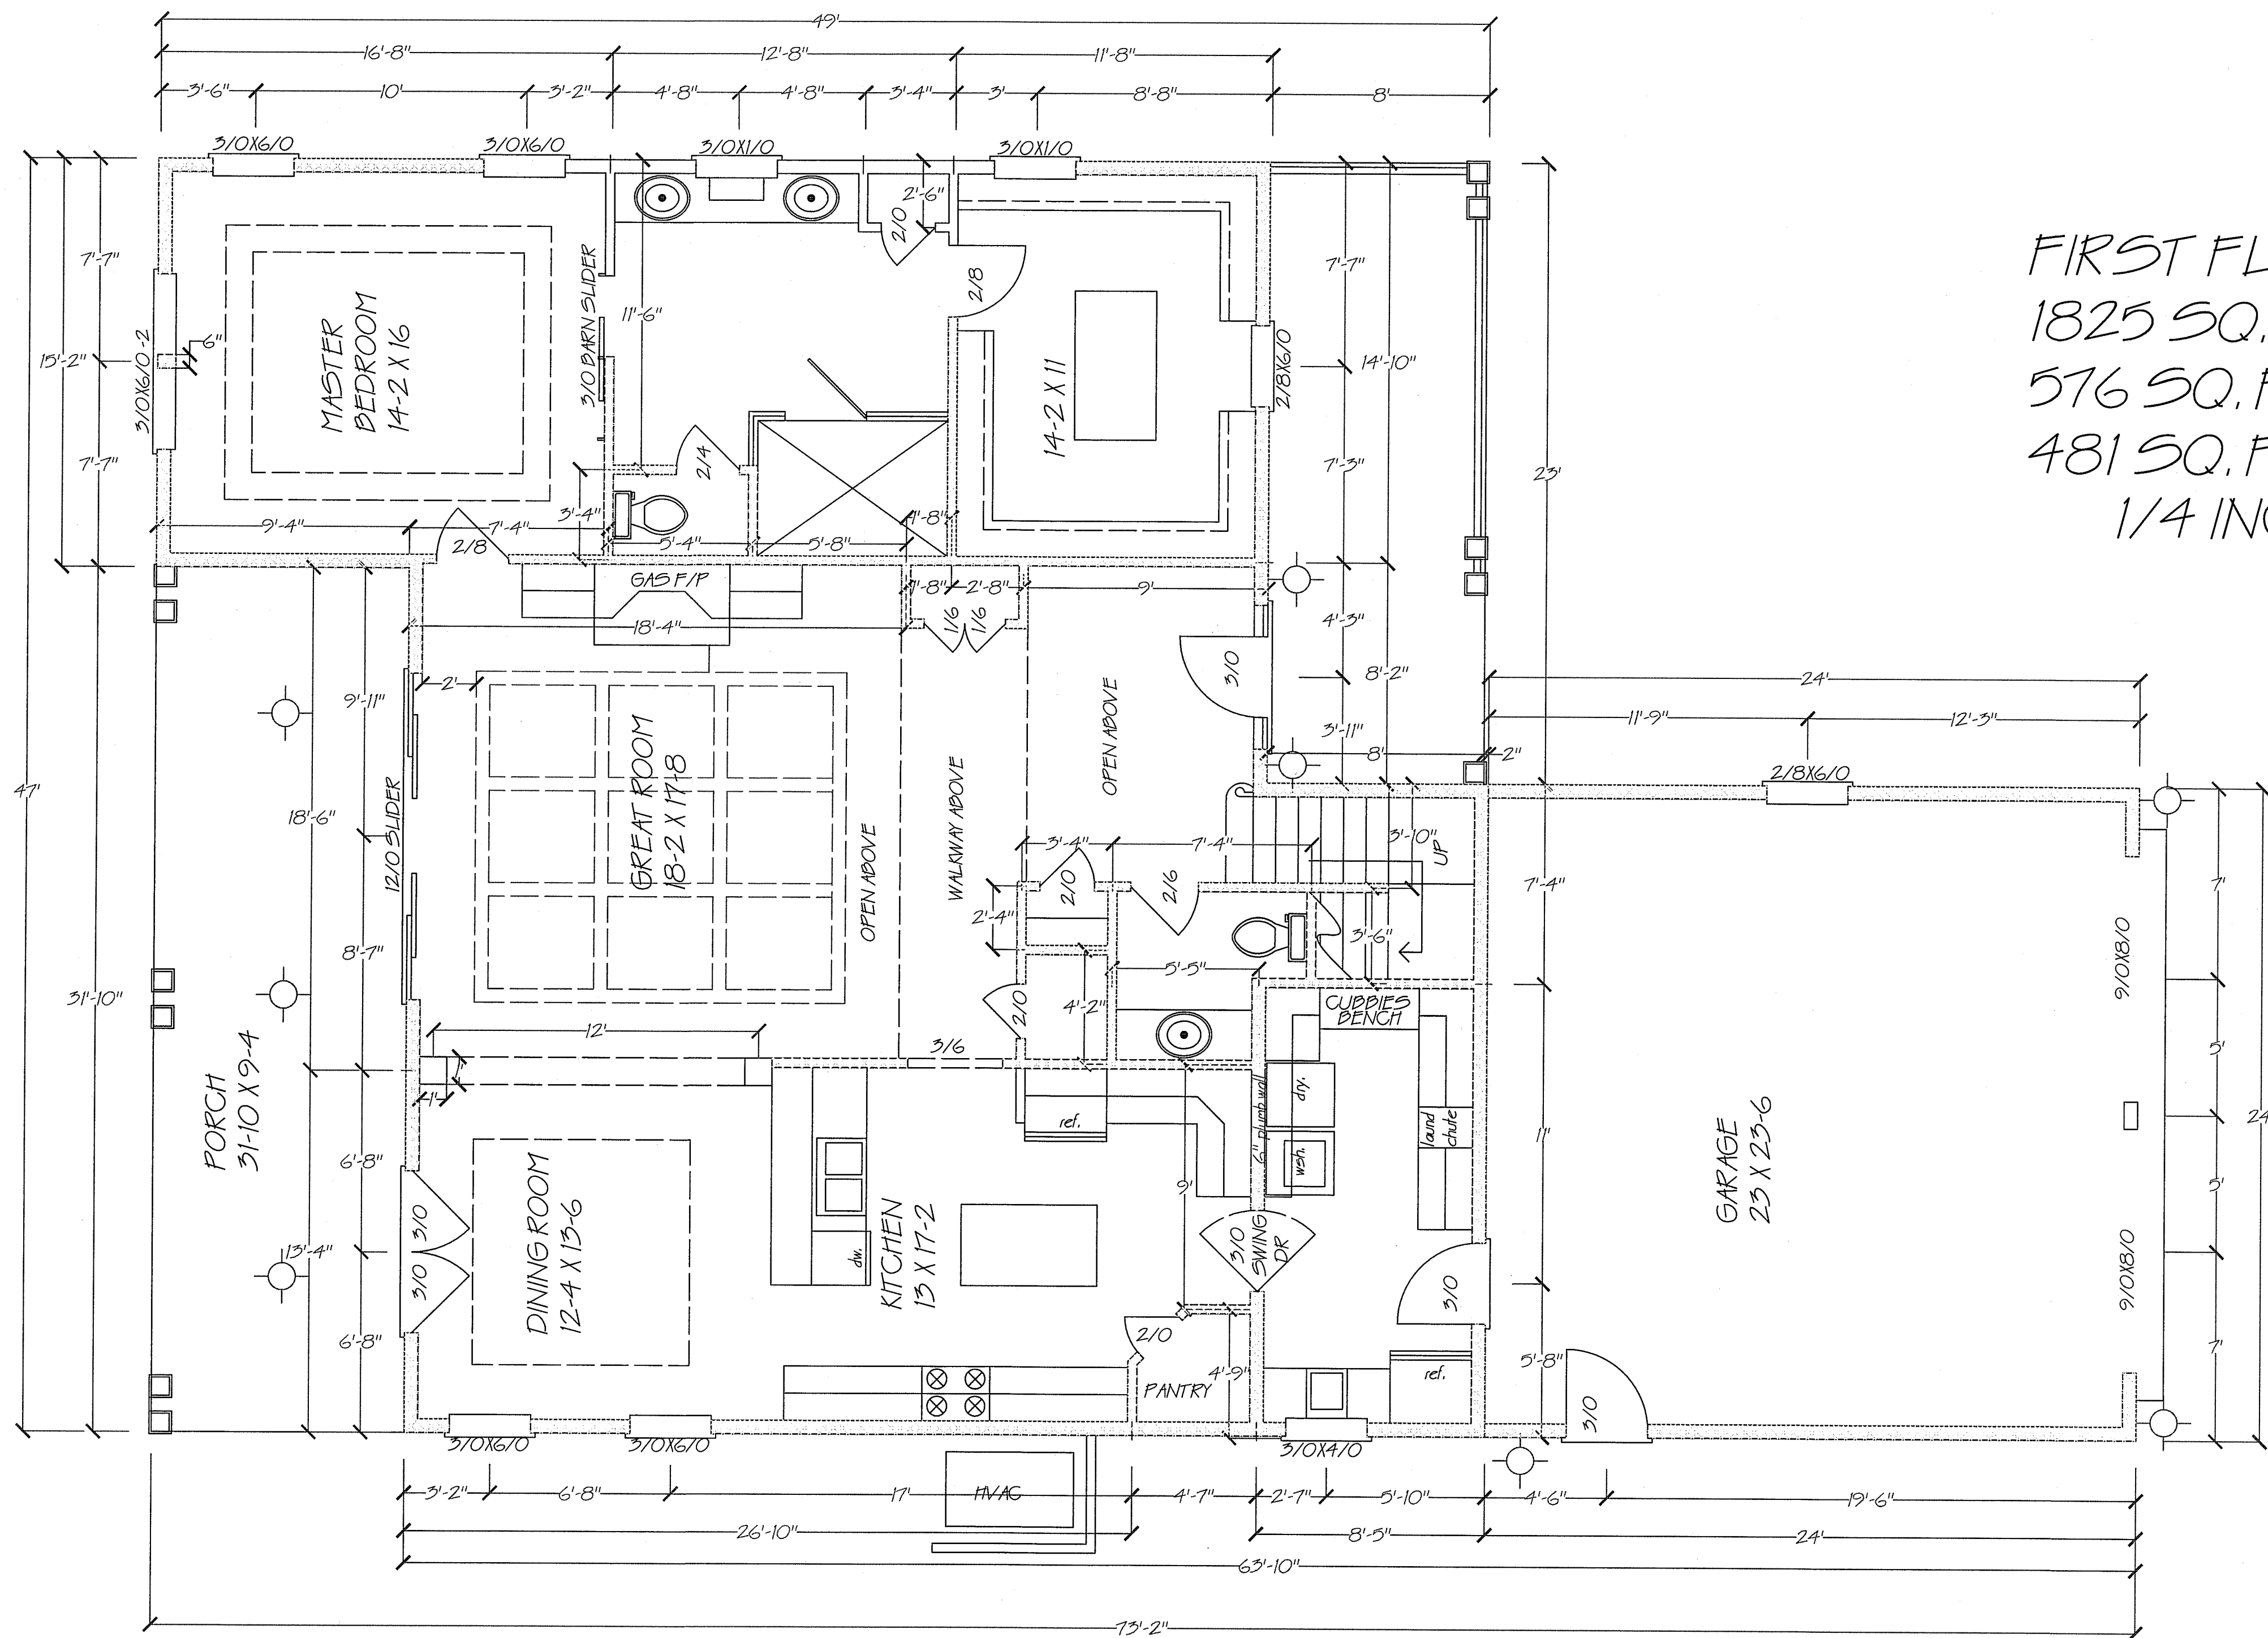 49'
16'-8"
12'-8"
11'-8"
3'-6"
10'
3'-2"
4'-8"
4'-8"
3'-4"
3'
8'-8"
8'
3/0X6/0
3/0X6/0
3/0X1/0
3/0X1/0
2'-6"
2/0
2/8
7'-7"
15'-2"
7'-7"
3/0X6/0-2
6"
MASTER
BEDROOM
14-2 X 16
3/0 BARN SLIDER
11'-6"
14-2 X 11
2/8X6/0
7'-7"
14'-10"
7'-3"
23'
FIRST FL
1825 SQ.
576 SQ. F
481 SQ. F
1/4 INC
2/4
3'-4"
9'-4"
7'-4"
2/8
5'-4"
5'-8"
4'-8"
GAS F/P
18'-4"
2'-8"
9'
1/6
1/6
4'-3"
8'-2"
3'-11"
3/0
8'
2"
24'
11'-9"
12'-3"
2/8X6/0
47'
31'-10"
18'-6"
9'-11"
8'-7"
2'
12/0 SLIDER
GREAT ROOM
18-2 X 17-8
OPEN ABOVE
WALKWAY ABOVE
OPEN ABOVE
3'-4"
7'-4"
3'-10"
UP
2/0
2/6
2'-4"
3'-6"
5'-5"
4'-2"
2/0
7'-4"
CUBBIES
BENCH
12'
3/6
1'
PORCH
31-10 X 9-4
6'-8"
13'-4"
6'-8"
3/0
3/0
DINING ROOM
12-4 X 13-6
dw.
KITCHEN
13 X 17-2
ref.
9'
6" plumb wall
dry.
wsh.
laund
chute
3/0
SWING
DR
3/0
11'
5'-8"
GARAGE
23 X 23-6
9/0X8/0
9/0X8/0
7'
5'
5'
7'
24
2/0
PANTRY
4'-9"
ref.
3/0
3/0X6/0
3/0X6/0
3/0X4/0
HVAC
3'-2"
6'-8"
17'
4'-7"
2'-7"
5'-10"
4'-6"
19'-6"
26'-10"
8'-5"
24'
63'-10"
73'-2"